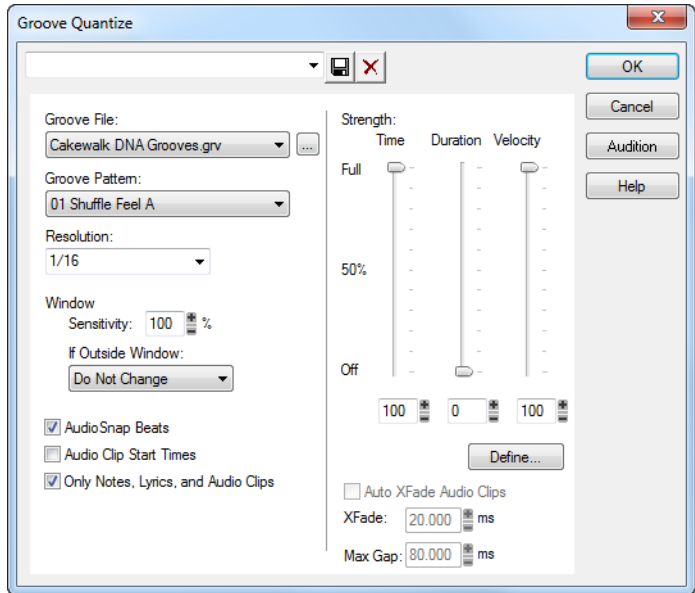 Groove Quantize
OK
Cancel
Audition
Help
Groove File:
Cakewalk DNA Grooves.grv
...
Groove Pattern:
01 Shuffle Feel A
Resolution:
1/16
Window
Sensitivity: 100 %
If Outside Window:
Do Not Change
AudioSnap Beats
Audio Clip Start Times
Only Notes, Lyrics, and Audio Clips
Strength:
Time Duration Velocity
Full
50%
Off
100 0 100
Define...
Auto XFade Audio Clips
XFade: 20.000 ms
Max Gap: 80.000 ms